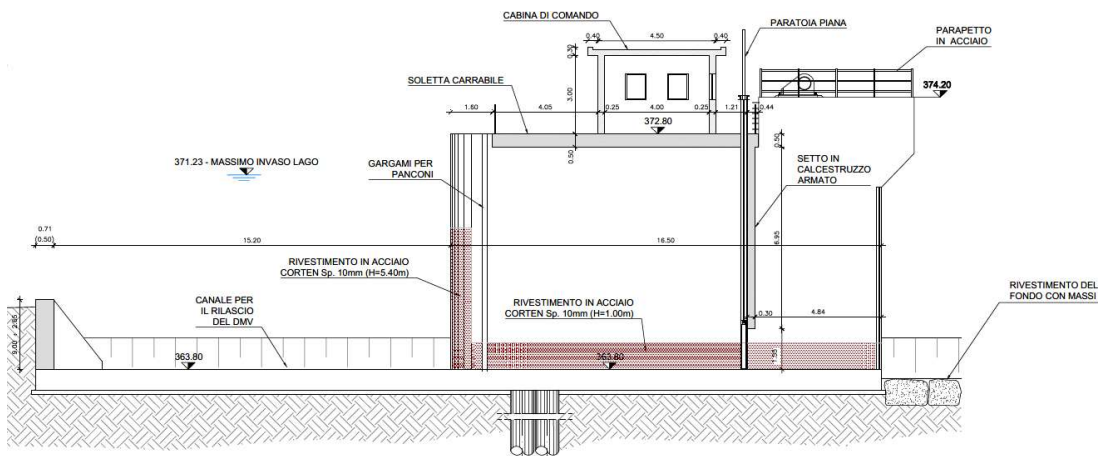 CABINA DI COMANDO
PARATOIA PIANA
PARAPETTO
IN ACCIAIO
0.40
4.50
0.40
0.30
SOLETTA CARRABILE
3.00
374.20
1.60
4.05
0.25
4.00
0.25
1.21
0.44
372.80
0.50
0.50
371.23 - MASSIMO INVASO LAGO
GARGAMI PER
PANCONI
SETTO IN
CALCESTRUZZO
ARMATO
0.71
(0.50)
15.20
16.50
6.95
RIVESTIMENTO IN ACCIAIO
CORTEN Sp. 10mm (H=5.40m)
RIVESTIMENTO DEL
FONDO CON MASSI
CANALE PER
IL RILASCIO
DEL DMV
RIVESTIMENTO IN ACCIAIO
CORTEN Sp. 10mm (H=1.00m)
0.30
4.84
363.80
363.80